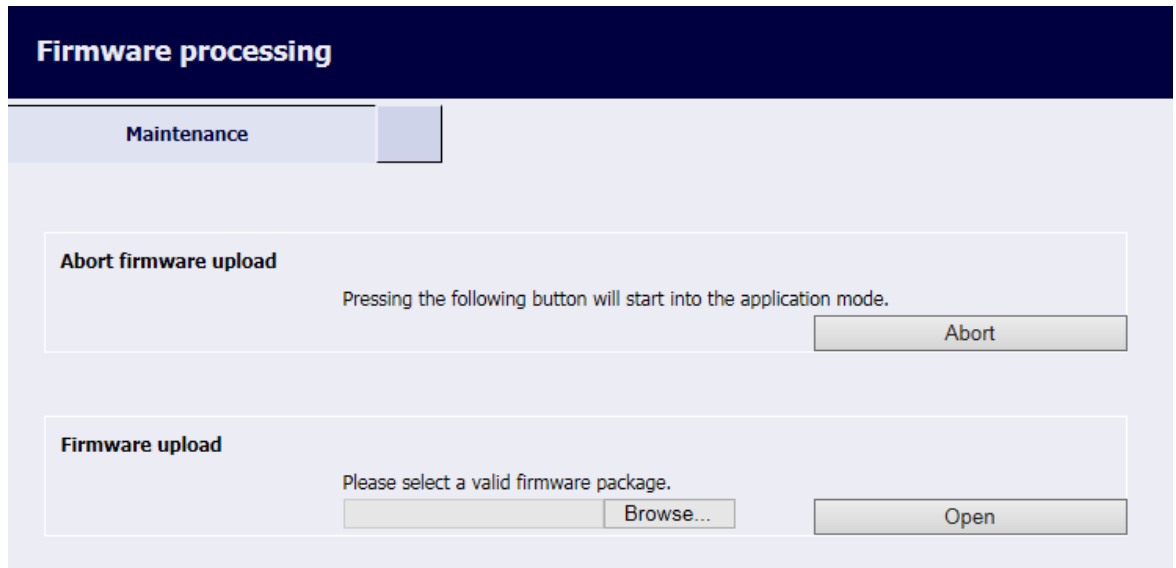 Firmware processing
Maintenance
Abort firmware upload
Pressing the following button will start into the application mode.
Abort
Firmware upload
Please select a valid firmware package.
Browse... Open